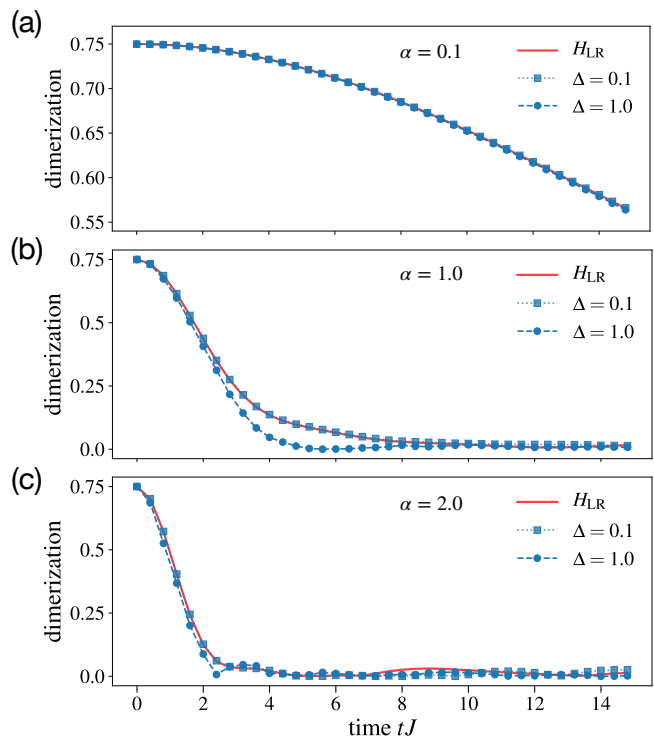 (a)
0.75
0.70
0.65
0.60
0.55
dimerization
α = 0.1
H_LR
Δ = 0.1
Δ = 1.0
(b)
0.75
0.50
0.25
0.0
dimerization
α = 1.0
H_LR
Δ = 0.1
Δ = 1.0
(c)
0.75
0.50
0.25
0.0
dimerization
α = 2.0
H_LR
Δ = 0.1
Δ = 1.0
0 2 4 6 8 10 12 14
time tJ